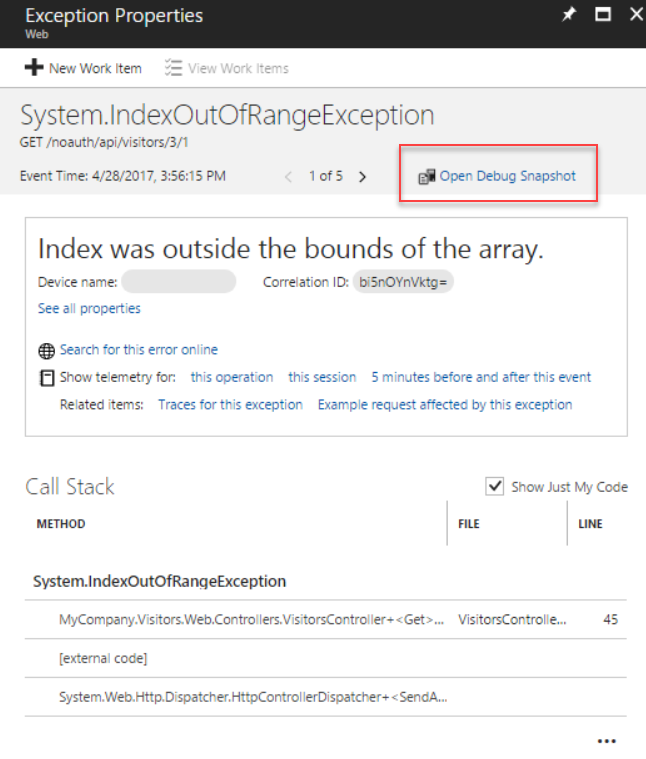 Exception Properties
Web
New Work Item View Work Items
System.IndexOutOfRangeException
GET /noauth/api/visitors/3/1
Event Time: 4/28/2017, 3:56:15 PM < 1 of 5 > Open Debug Snapshot
Index was outside the bounds of the array.
Device name: Correlation ID: bi5nOYnVktg=
See all properties
Search for this error online
Show telemetry for: this operation this session 5 minutes before and after this event
Related items: Traces for this exception Example request affected by this exception
Call Stack Show Just My Code
METHOD FILE LINE
System.IndexOutOfRangeException
MyCompany.Visitors.Web.Controllers.VisitorsController+<Get>... VisitorsControlle... 45
[external code]
System.Web.Http.Dispatcher.HttpControllerDispatcher+<SendA...
...